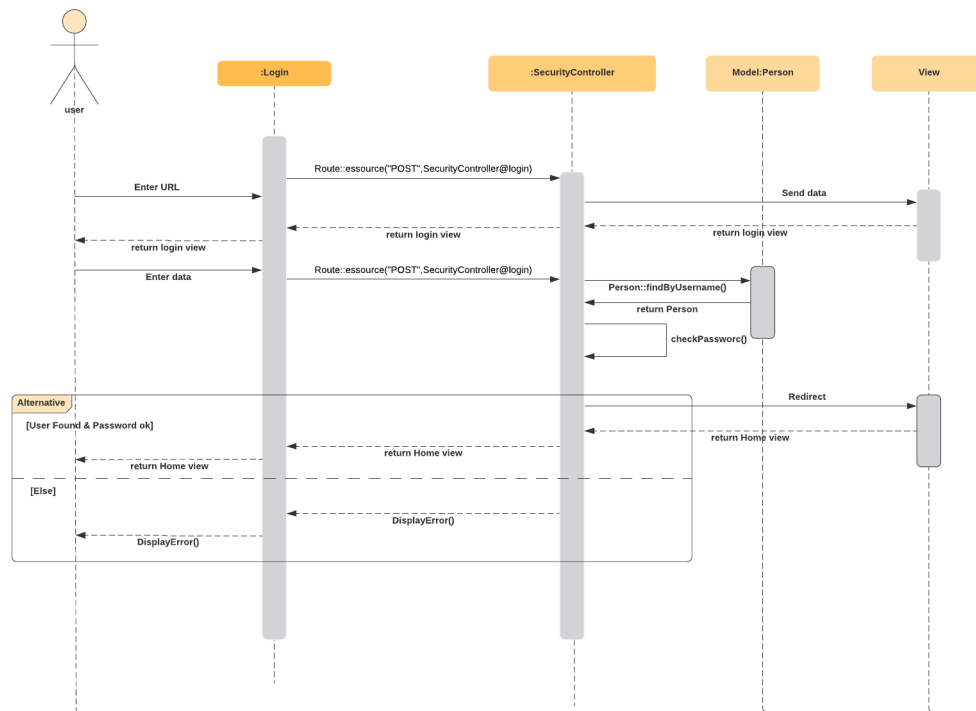 :Login
:SecurityController
Model:Person
View
user
Route::essource("POST",SecurityController@login)
Enter URL
Send data
return login view
return login view
return login view
Enter data
Route::essource("POST",SecurityController@login)
Person::findByUsername()
return Person
checkPassworc()
Alternative
Redirect
[User Found & Password ok]
return Home view
return Home view
return Home view
[Else]
DisplayError()
DisplayError()